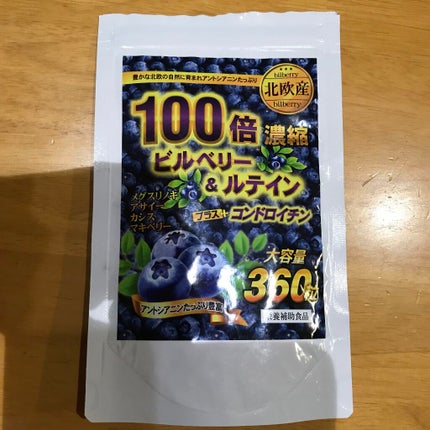 豊かな北欧の自然に育まれアントシアニンたっぷり
bilberry
北欧産
bilberry
100倍濃縮
ビルベリー
&ルテイン
メグスリノキ
アサイー
カシス
マキベリー
プラス+コンドロイチン
大容量
360粒
アントシアニンたっぷり豊富
栄養補助食品